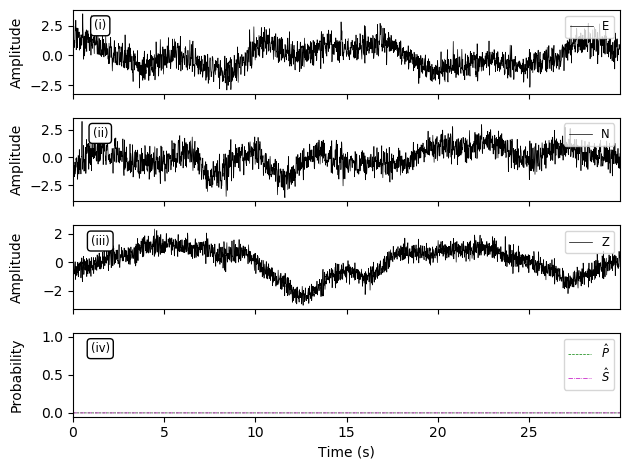 Amplitude
2.5
0.0
−2.5
(i)
E
Amplitude
2.5
0.0
−2.5
(ii)
N
Amplitude
2
0
−2
(iii)
Z
Probability
1.0
0.5
0.0
(iv)
P̂
Ŝ
0 5 10 15 20 25
Time (s)